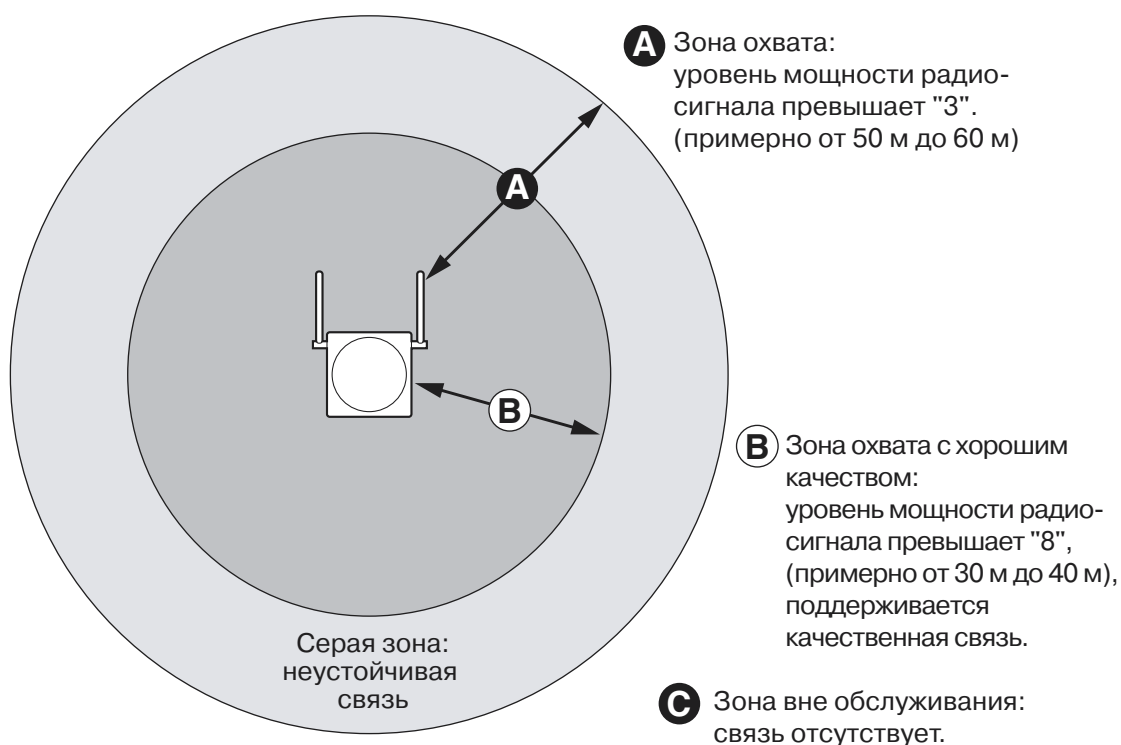 A Зона охвата:
уровень мощности радио-
сигнала превышает "3".
(примерно от 50 м до 60 м)
A
B
B Зона охвата с хорошим
качеством:
уровень мощности радио-
сигнала превышает "8",
(примерно от 30 м до 40 м),
поддерживается
качественная связь.
Серая зона:
неустойчивая
связь
C Зона вне обслуживания:
связь отсутствует.